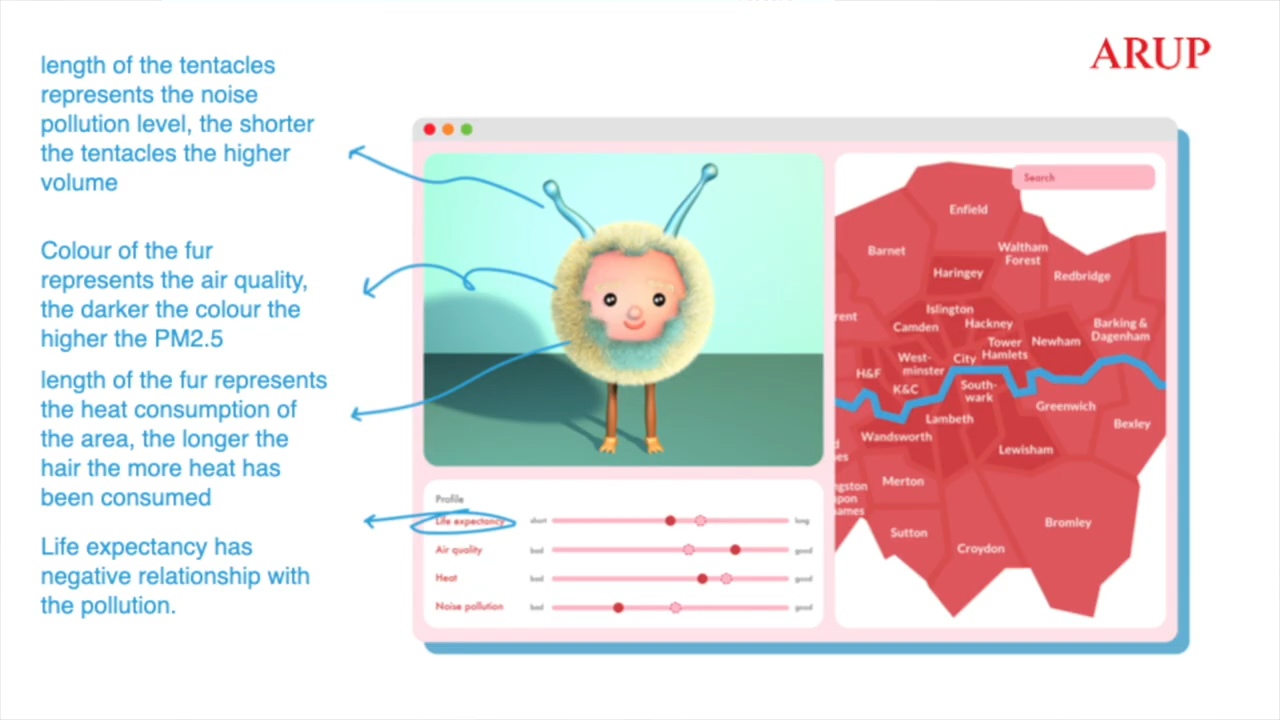 ARUP
length of the tentacles
represents the noise
pollution level, the shorter
the tentacles the higher
volume
Colour of the fur
represents the air quality,
the darker the colour the
higher the PM2.5
length of the fur represents
the heat consumption of
the area, the longer the
hair the more heat has
been consumed
Life expectancy has
negative relationship with
the pollution.
Profile
Life expectancy short long
Air quality bad good
Heat bad good
Noise pollution bad good
Search
Enfield
Barnet
Waltham
Forest
Haringey
Redbridge
Islington
Camden
Hackney
rent
Barking &
Dagenham
Tower
Hamlets
Newham
West-
minster
City
H&F
K&C
South-
wark
Greenwich
Lambeth
Bexley
Wandsworth
Lewisham
Merton
ngston
upon
ames
Sutton
Croydon
Bromley